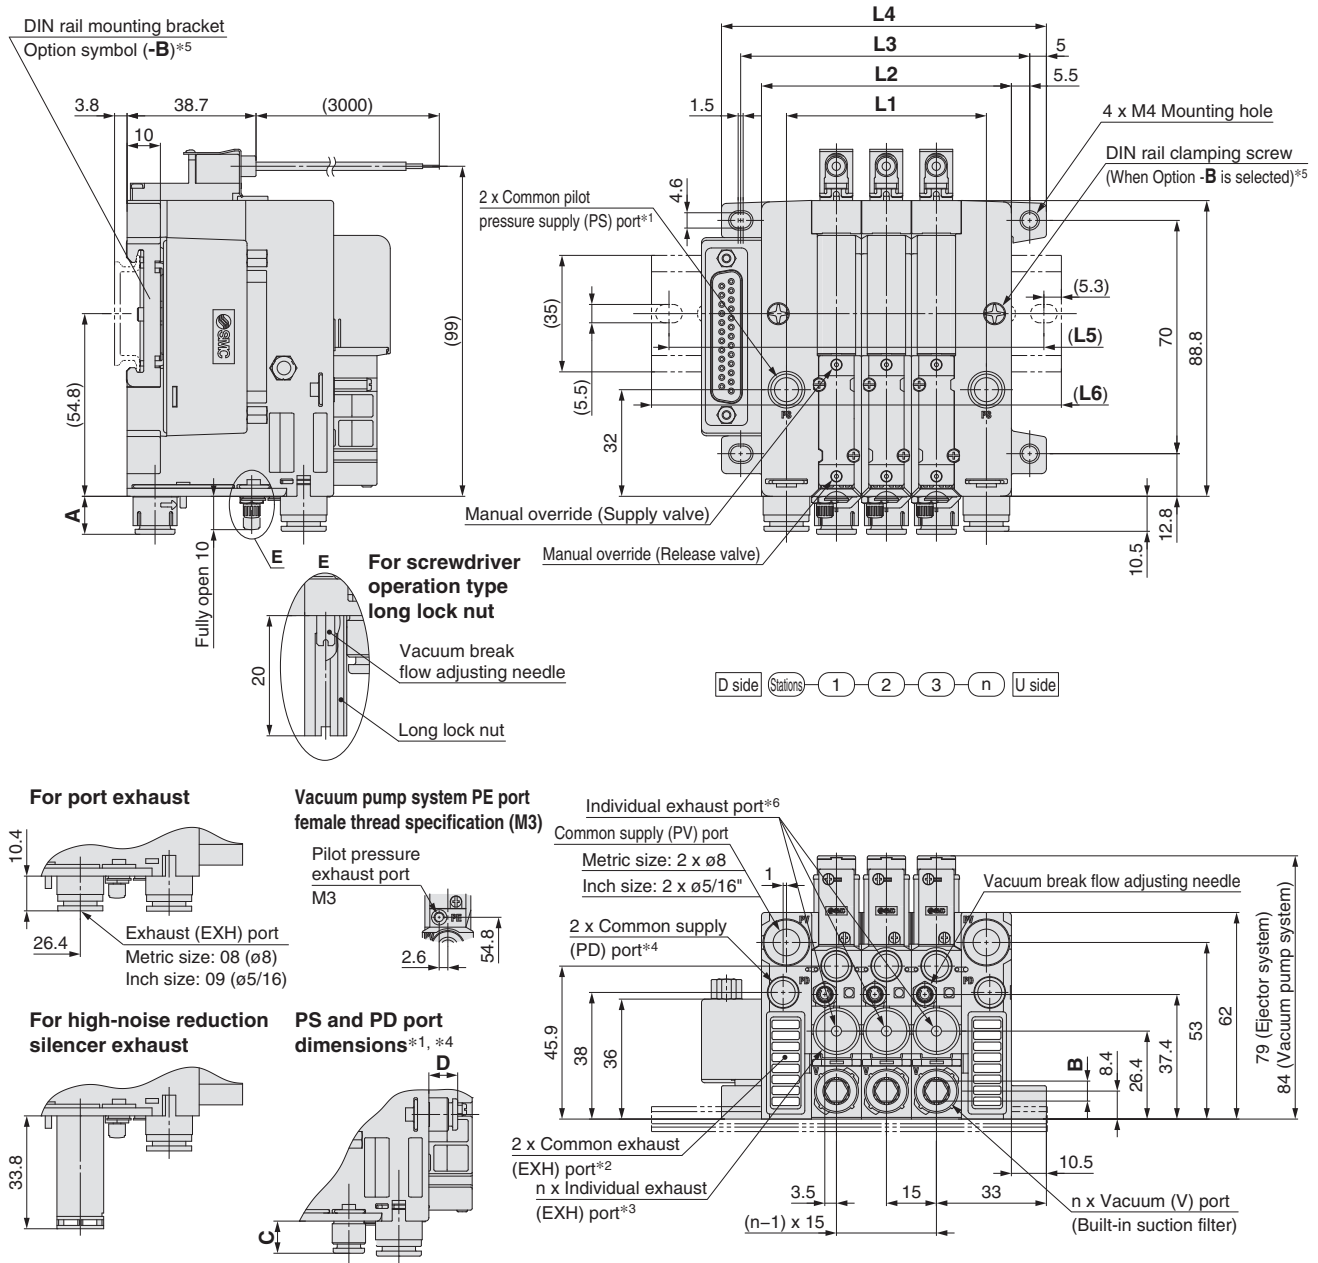 DIN rail mounting bracket
Option symbol (-B)*5
3.8
38.7
(3000)
10
(99)
(54.8)
A
Fully open 10
SMC
E
L4
L3
5
L2
5.5
1.5
L1
4 x M4 Mounting hole
DIN rail clamping screw
(When Option -B is selected)*5
2 x Common pilot
pressure supply (PS) port*1
4.6
(35)
(5.5)
32
(5.3)
(L5)
(L6)
70
88.8
PS
PS
12.8
10.5
Manual override (Supply valve)
Manual override (Release valve)
E
For screwdriver
operation type
long lock nut
20
Vacuum break
flow adjusting needle
Long lock nut
D side
Stations
1
2
3
n
U side
For port exhaust
10.4
26.4
Exhaust (EXH) port
Metric size: 08 (ø8)
Inch size: 09 (ø5/16)
Vacuum pump system PE port
female thread specification (M3)
Pilot pressure
exhaust port
M3
PE
PV
2.6
54.8
For high-noise reduction
silencer exhaust
33.8
PS and PD port
dimensions*1, *4
D
C
Individual exhaust port*6
Common supply (PV) port
Metric size: 2 x ø8
Inch size: 2 x ø5/16"
1
2 x Common supply
(PD) port*4
Vacuum break flow adjusting needle
PV
PV
PD
PD
V
V
V
45.9
38
36
B
8.4
26.4
37.4
53
62
79 (Ejector system)
84 (Vacuum pump system)
2 x Common exhaust
(EXH) port*2
n x Individual exhaust
(EXH) port*3
3.5
15
33
10.5
(n−1) x 15
n x Vacuum (V) port
(Built-in suction filter)